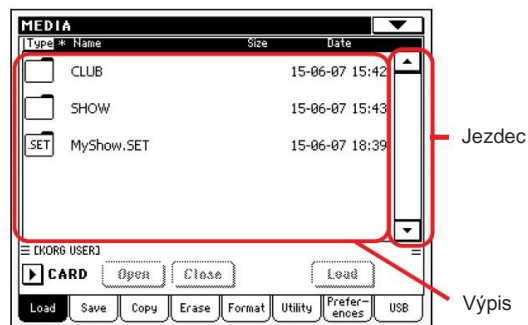 MEDIA
Type * Name Size Date
CLUB 15-06-07 15:42
SHOW 15-06-07 15:43
.SET MyShow.SET 15-06-07 18:39
Jezdec
[KORG USER]
CARD Open Close Load
Výpis
Load Save Copy Erase Format Utility Prefer-ences USB